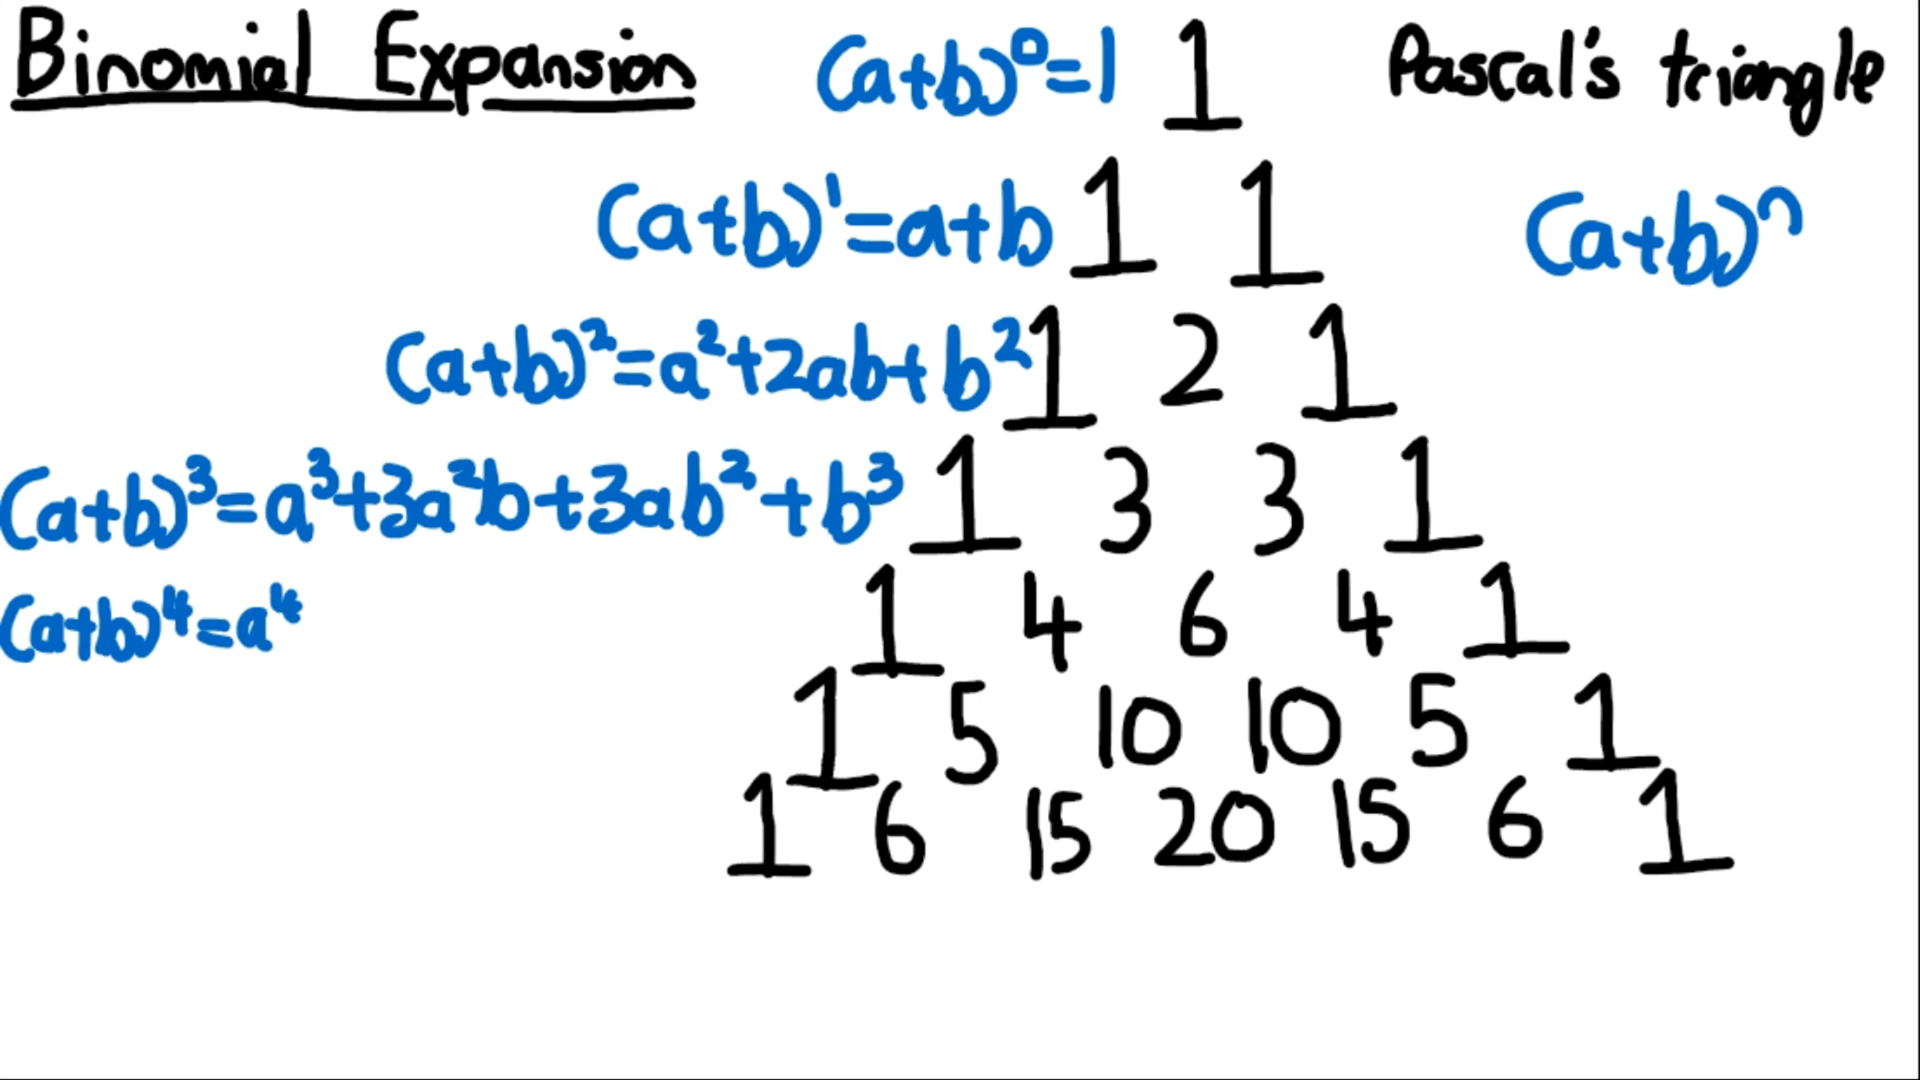 Binomial Expansion (a+b)⁰=1 1 Pascal's triangle
(a+b)¹=a+b 1 1 (a+b)ⁿ
(a+b)²=a²+2ab+b² 1 2 1
(a+b)³=a³+3a²b+3ab²+b³ 1 3 3 1
(a+b)⁴=a⁴ 1 4 6 4 1
1 5 10 10 5 1
1 6 15 20 15 6 1